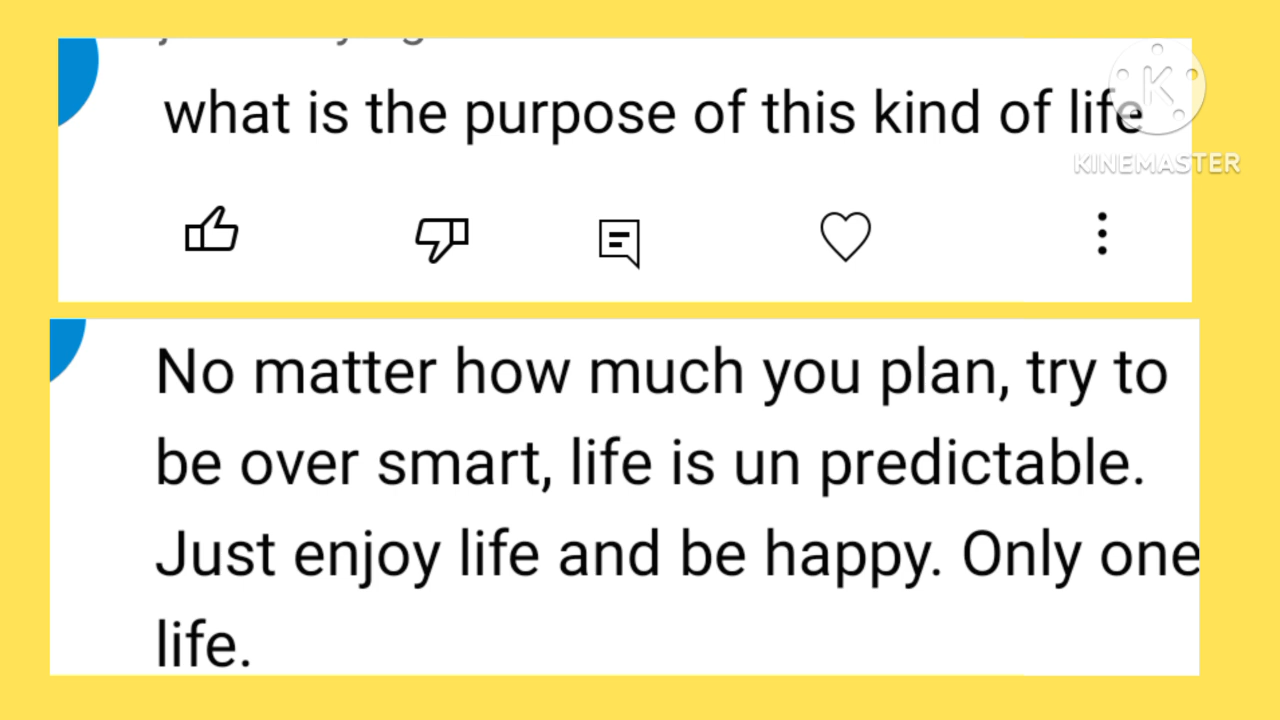 what is the purpose of this kind of life
K
KINEMASTER
No matter how much you plan, try to
be over smart, life is un predictable.
Just enjoy life and be happy. Only one
life.